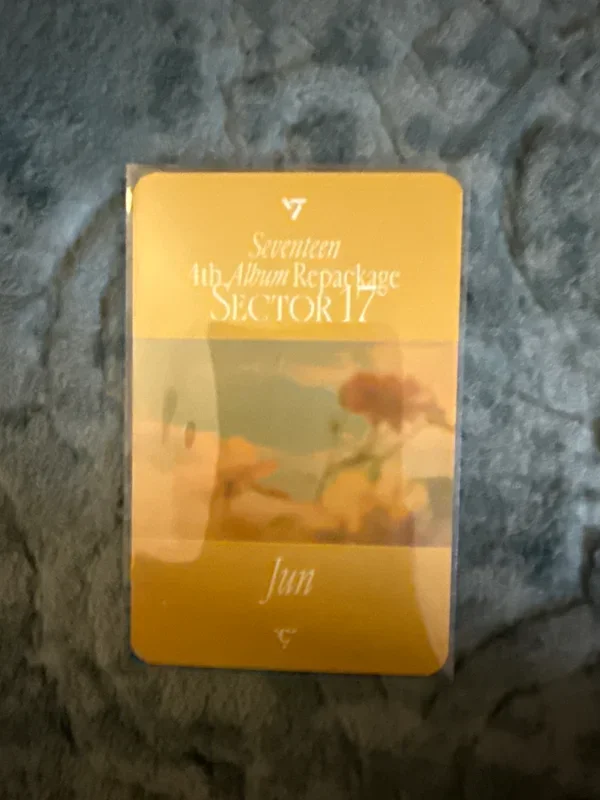 Seventeen
4th Album Repackage
SECTOR 17
Jun